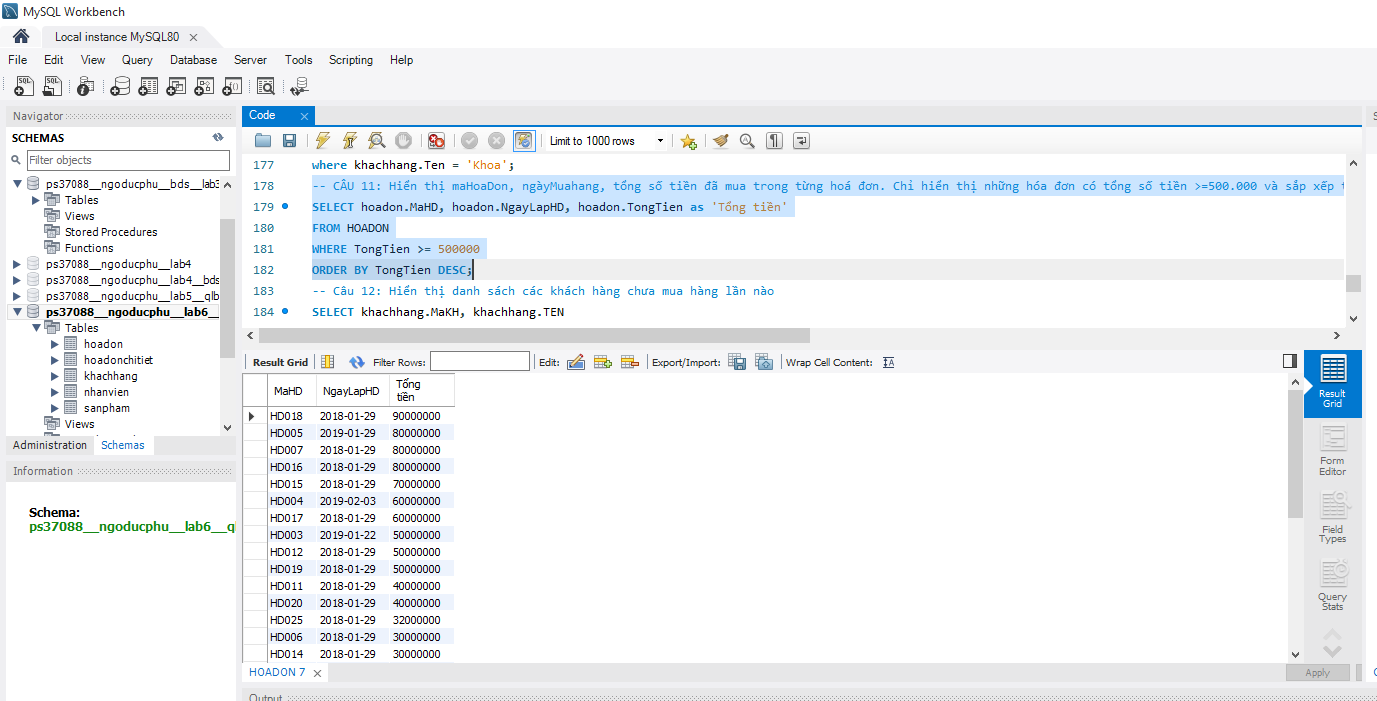 MySQL Workbench
Local instance MySQL80
File Edit View Query Database Server Tools Scripting Help
Navigator
SCHEMAS
Filter objects
ps37088__ngoducphu__bds__lab3
Tables
Views
Stored Procedures
Functions
ps37088__ngoducphu__lab4
ps37088__ngoducphu__lab4__bds
ps37088__ngoducphu__lab5__qlb
ps37088__ngoducphu__lab6__
Tables
hoadon
hoadonchitiet
khachhang
nhanvien
sanpham
Views
Administration Schemas
Information
Schema:
ps37088__ngoducphu__lab6__q
Code
Limit to 1000 rows
177 where khachhang.Ten = 'Khoa';
178 -- CÂU 11: Hiển thị maHoaDon, ngàyMuahang, tổng số tiền đã mua trong từng hoá đơn. Chỉ hiển thị những hóa đơn có tổng số tiền >=500.000 và sắp xếp t
179 SELECT hoadon.MaHD, hoadon.NgayLapHD, hoadon.TongTien as 'Tổng tiền'
180 FROM HOADON
181 WHERE TongTien >= 500000
182 ORDER BY TongTien DESC;
183 -- Câu 12: Hiển thị danh sách các khách hàng chưa mua hàng lần nào
184 SELECT khachhang.MaKH, khachhang.TEN
Result Grid Filter Rows: Edit: Export/Import: Wrap Cell Content:
MaHD NgayLapHD Tổng tiền
HD018 2018-01-29 90000000
HD005 2019-01-29 80000000
HD007 2018-01-29 80000000
HD016 2018-01-29 80000000
HD015 2018-01-29 70000000
HD004 2019-02-03 60000000
HD017 2018-01-29 60000000
HD003 2019-01-22 50000000
HD012 2018-01-29 50000000
HD019 2018-01-29 50000000
HD011 2018-01-29 40000000
HD020 2018-01-29 40000000
HD025 2018-01-29 32000000
HD006 2018-01-29 30000000
HD014 2018-01-29 30000000
Result
Grid
Form
Editor
Field
Types
Query
Stats
HOADON 7
Apply
Output